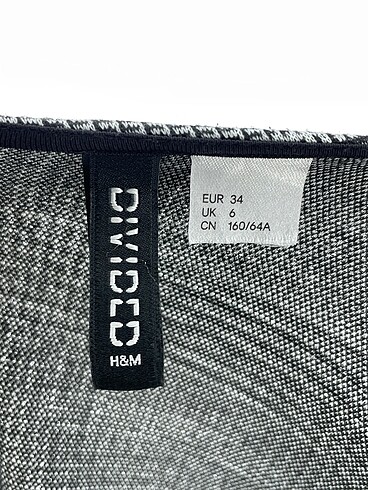 DIVIDED
H&M
EUR 34
UK 6
CN 160/64A